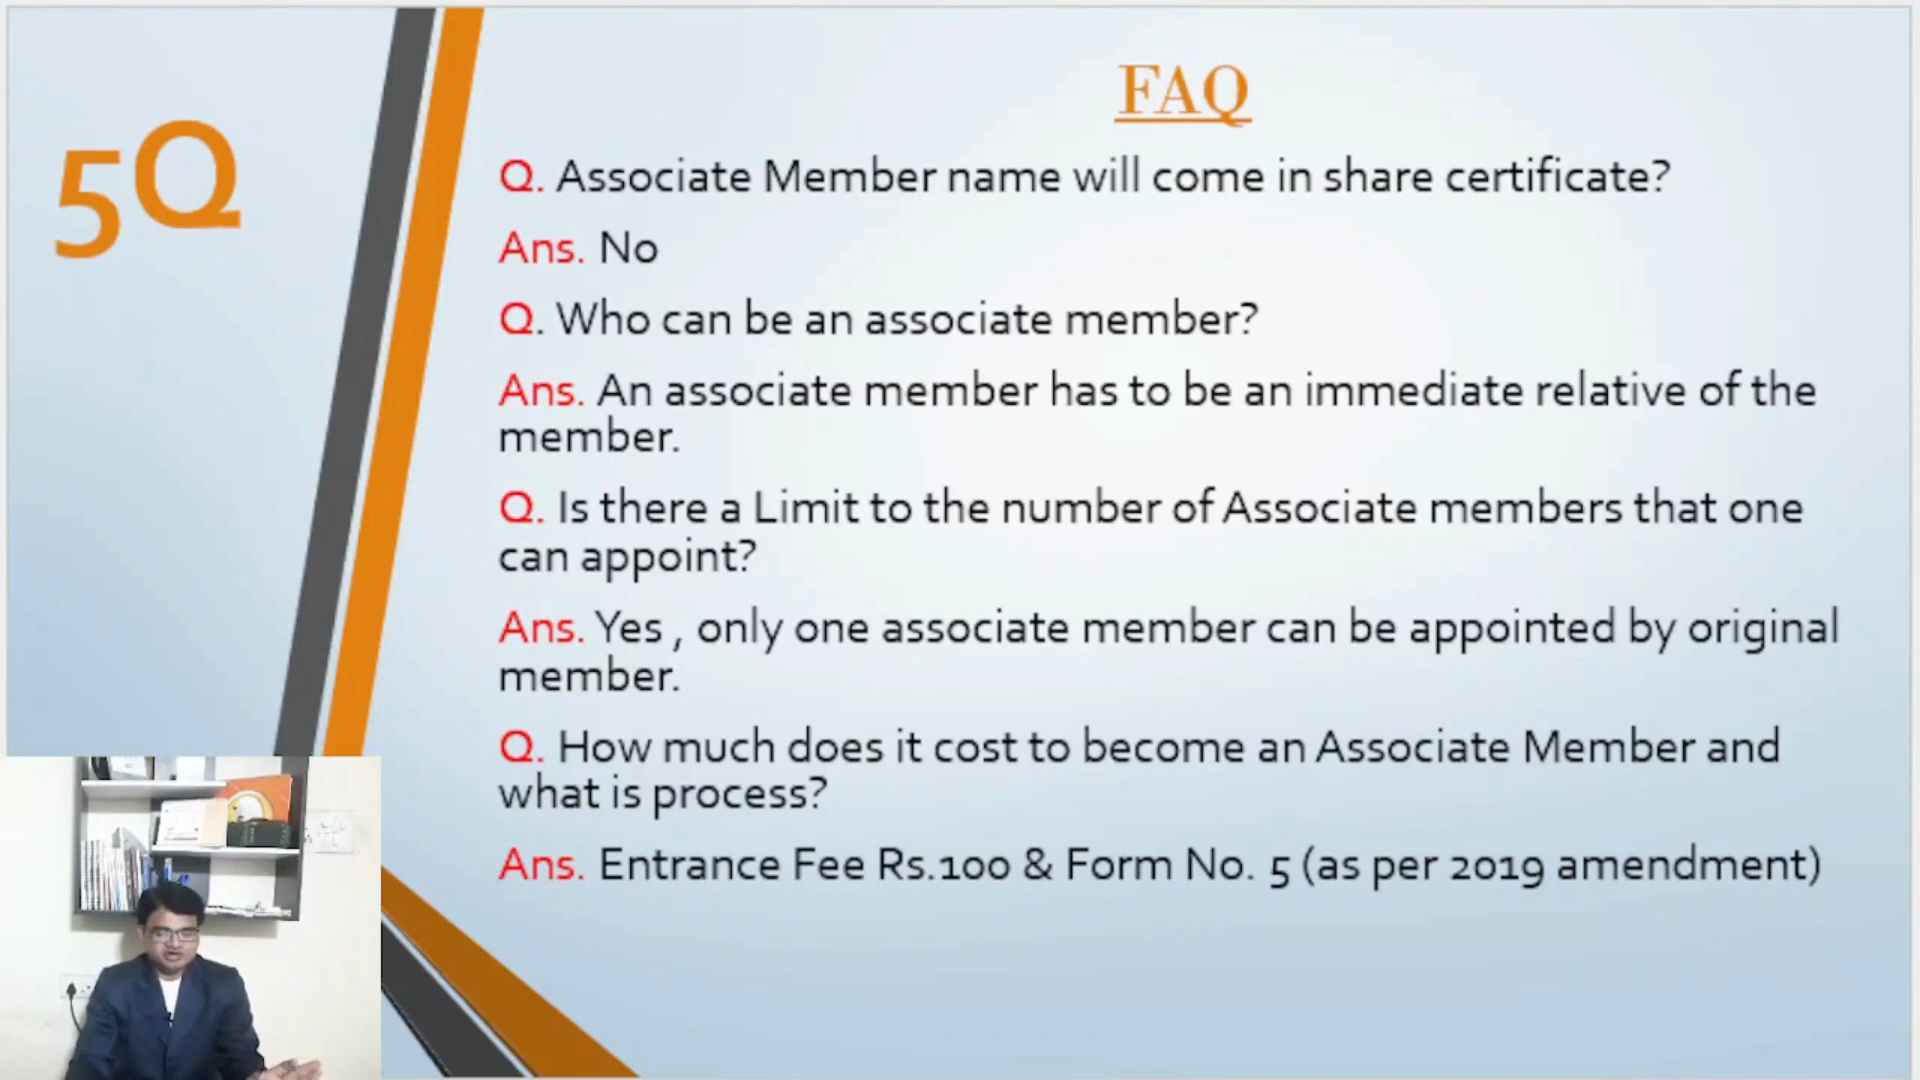 5Q
FAQ
Q. Associate Member name will come in share certificate?
Ans. No
Q. Who can be an associate member?
Ans. An associate member has to be an immediate relative of the
member.
Q. Is there a Limit to the number of Associate members that one
can appoint?
Ans. Yes , only one associate member can be appointed by original
member.
Q. How much does it cost to become an Associate Member and
what is process?
Ans. Entrance Fee Rs.100 & Form No. 5 (as per 2019 amendment)